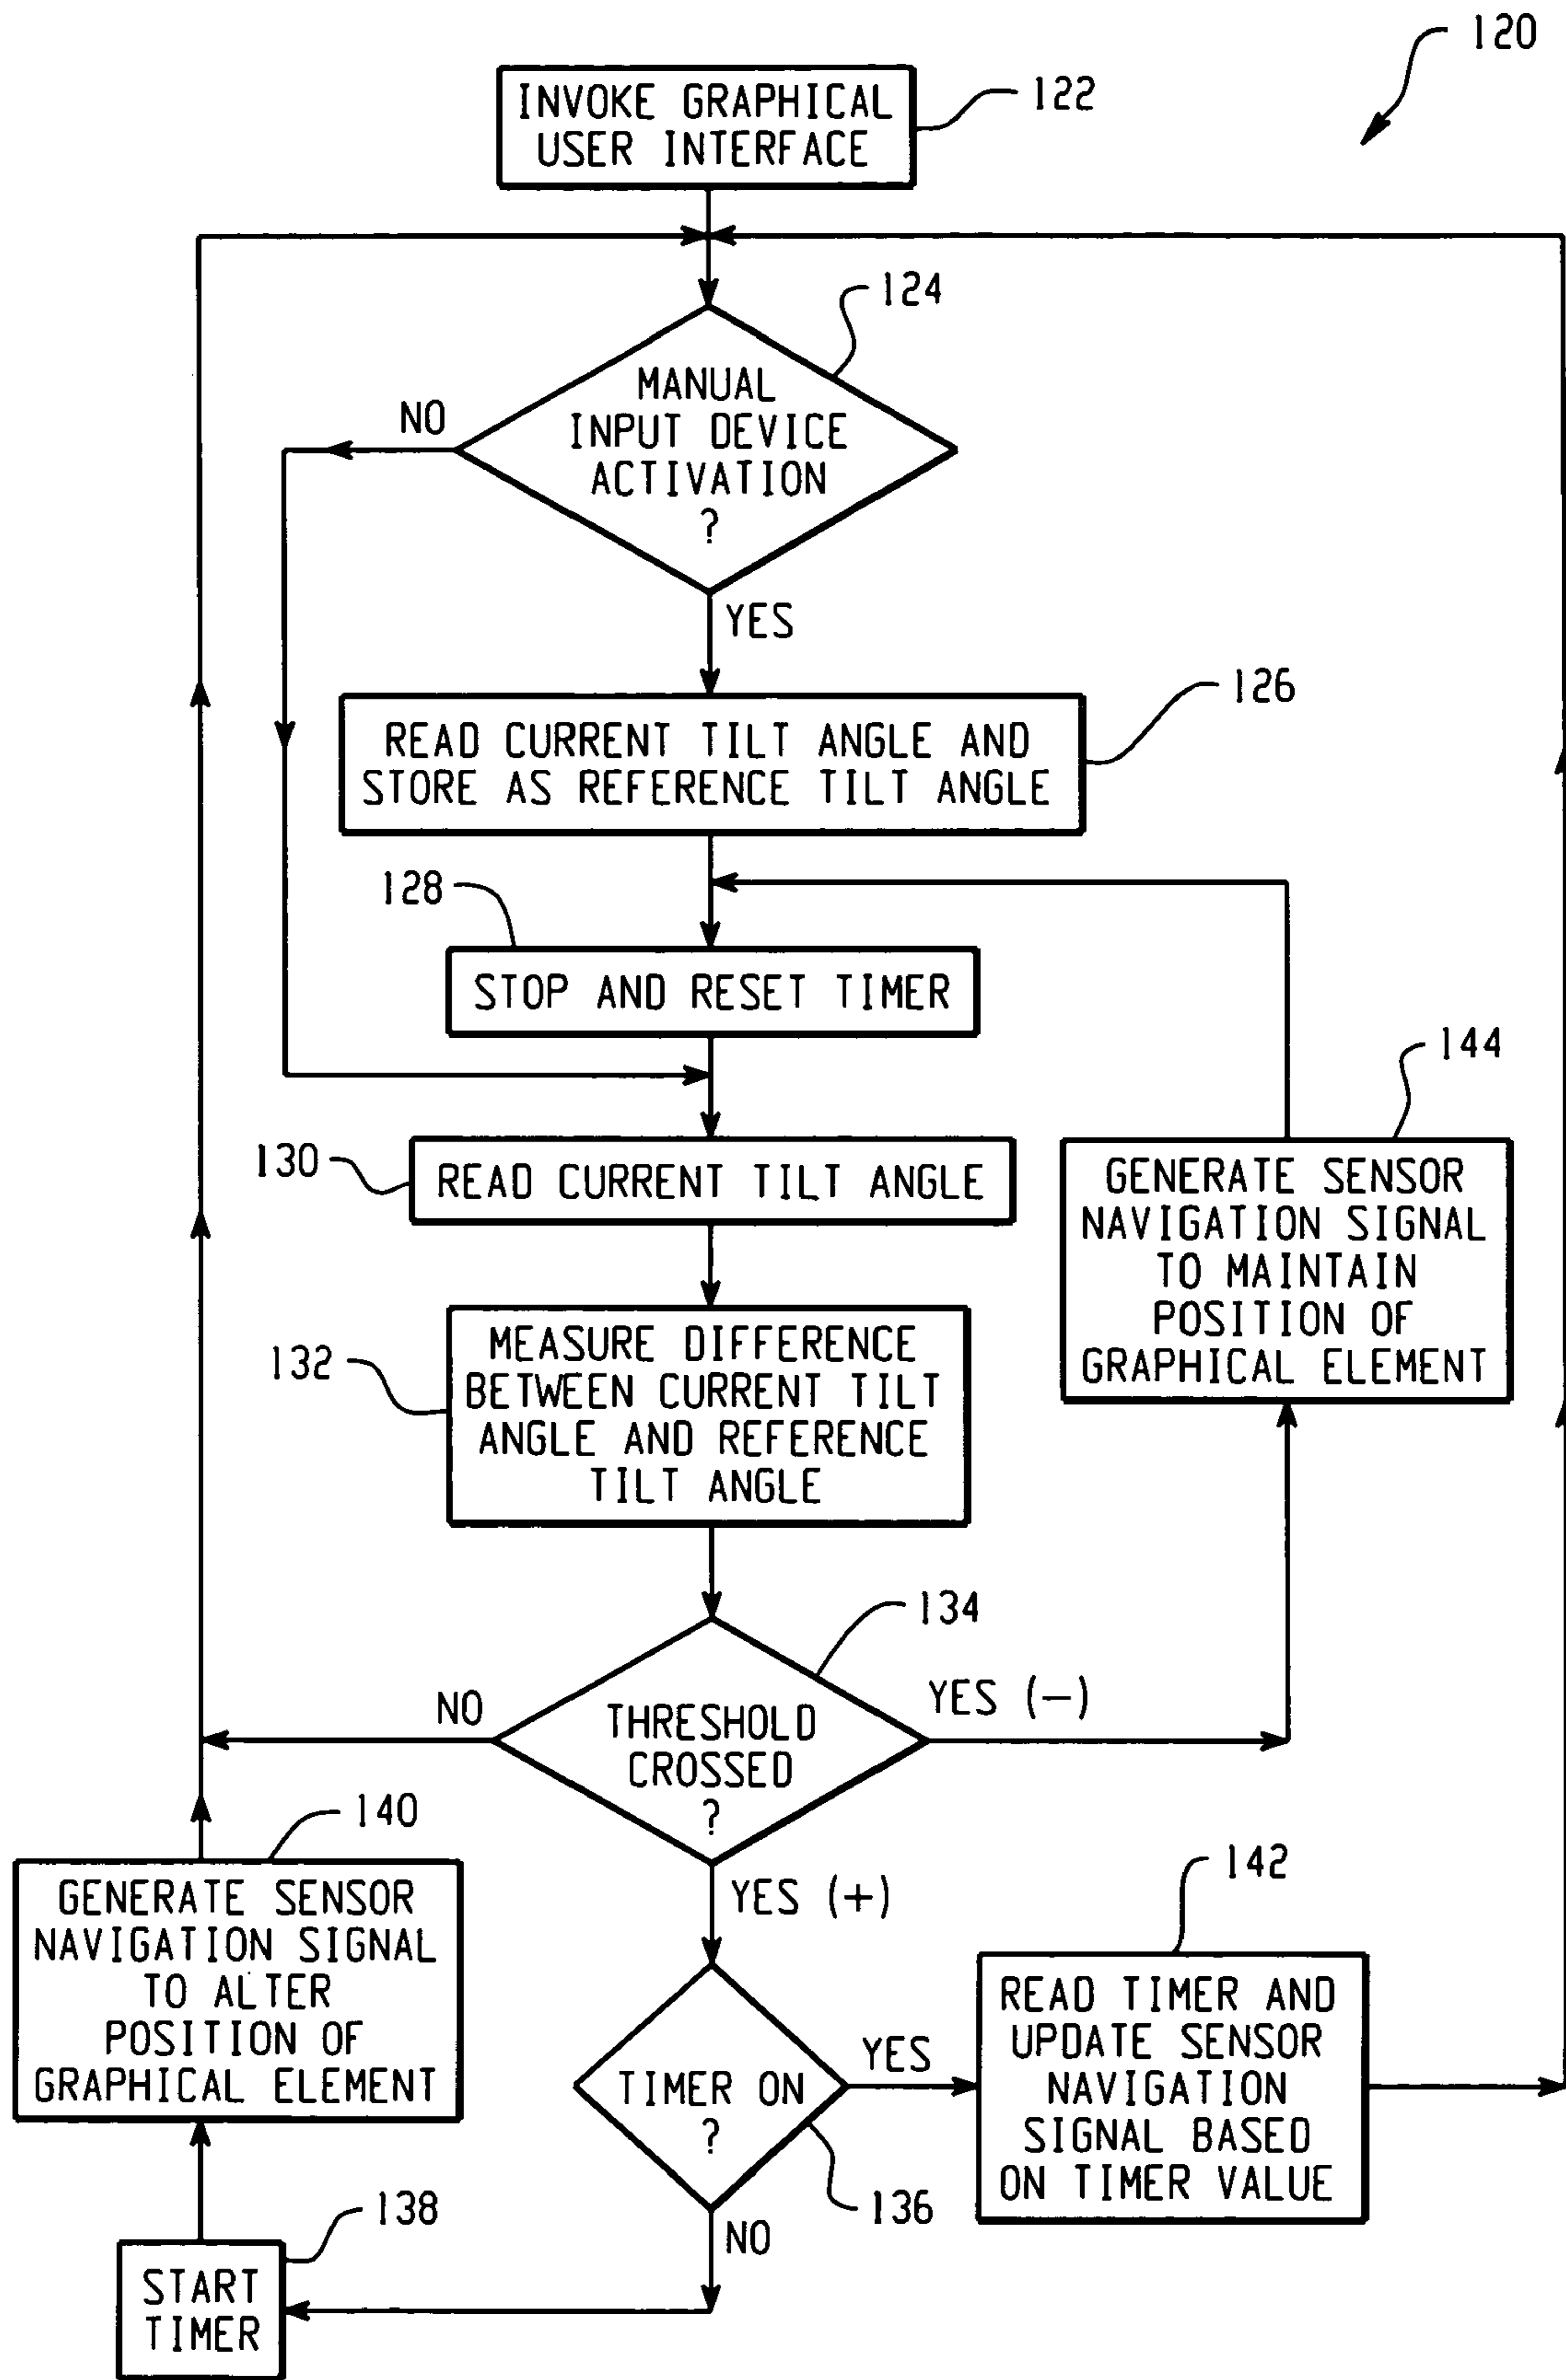 120
INVOKE GRAPHICAL
USER INTERFACE
122
124
MANUAL
INPUT DEVICE
ACTIVATION
?
NO
YES
126
READ CURRENT TILT ANGLE AND
STORE AS REFERENCE TILT ANGLE
128
STOP AND RESET TIMER
144
130
READ CURRENT TILT ANGLE
GENERATE SENSOR
NAVIGATION SIGNAL
TO MAINTAIN
POSITION OF
GRAPHICAL ELEMENT
132
MEASURE DIFFERENCE
BETWEEN CURRENT TILT
ANGLE AND REFERENCE
TILT ANGLE
134
NO
THRESHOLD
CROSSED
?
YES (–)
YES (+)
140
GENERATE SENSOR
NAVIGATION SIGNAL
TO ALTER
POSITION OF
GRAPHICAL ELEMENT
142
TIMER ON
?
YES
READ TIMER AND
UPDATE SENSOR
NAVIGATION
SIGNAL BASED
ON TIMER VALUE
136
NO
138
START
TIMER